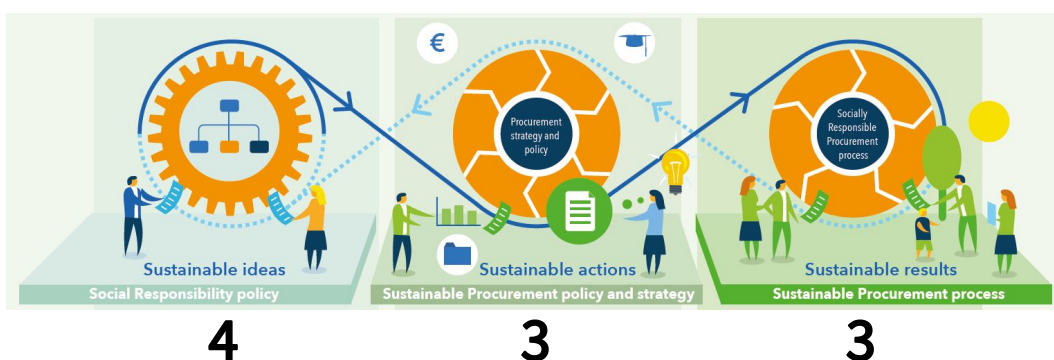 €
Procurement
strategy and
policy
Socially
Responsible
Procurement
process
Sustainable ideas
Sustainable actions
Sustainable results
Social Responsibility policy
Sustainable Procurement policy and strategy
Sustainable Procurement process
4
3
3